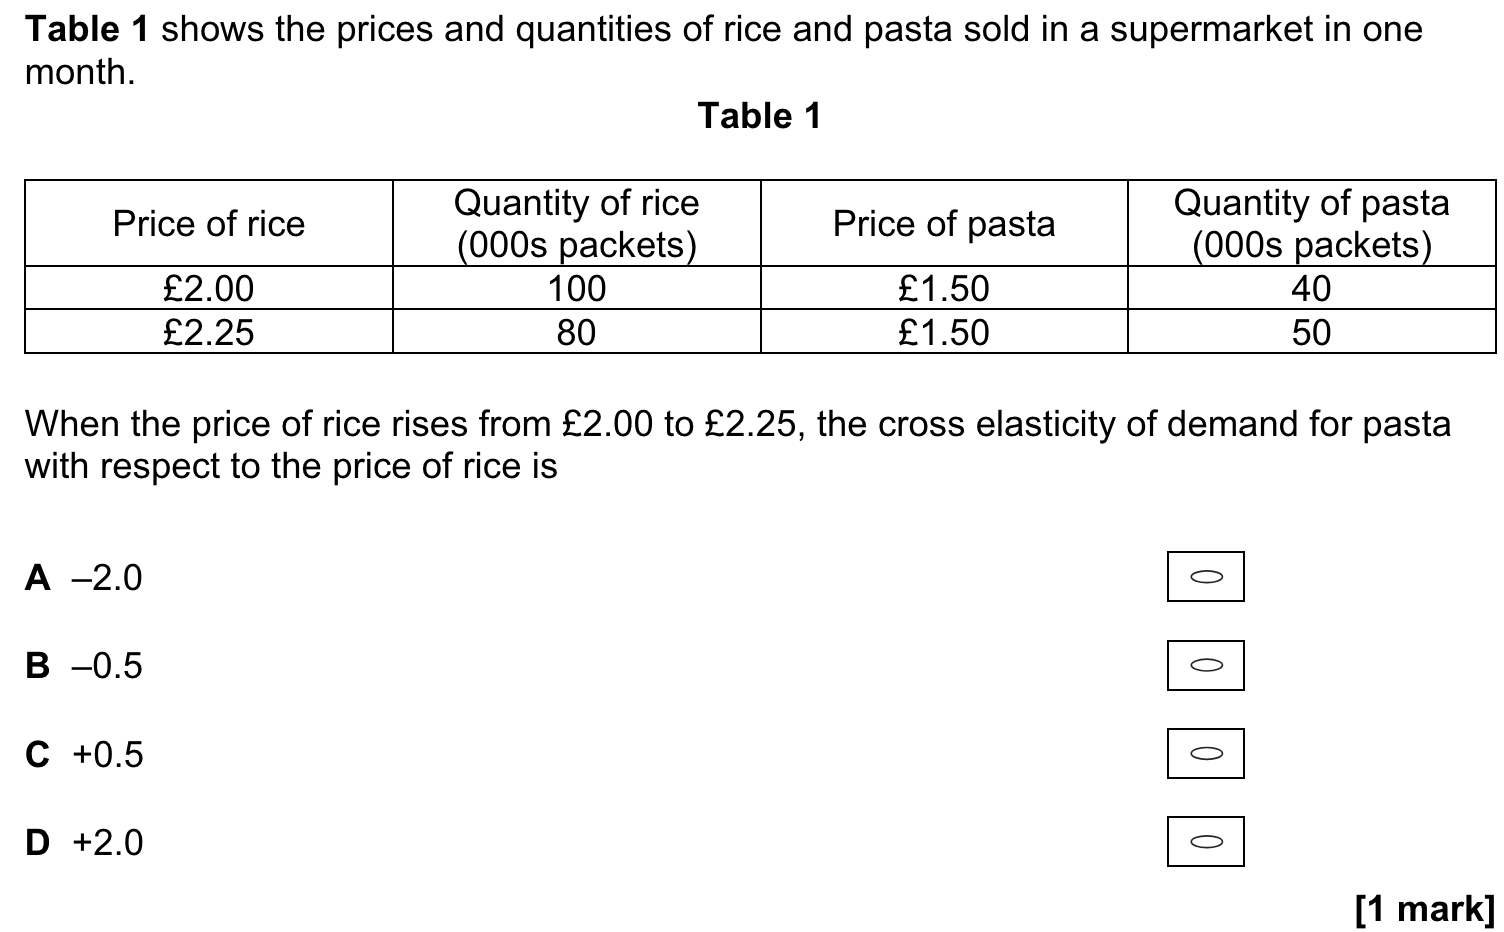 Table 1 shows the prices and quantities of rice and pasta sold in a supermarket in one
month.
Table 1
Price of rice
Quantity of rice
(000s packets)
Price of pasta
Quantity of pasta
(000s packets)
£2.00 100 £1.50 40
£2.25 80 £1.50 50
When the price of rice rises from £2.00 to £2.25, the cross elasticity of demand for pasta
with respect to the price of rice is
A –2.0
B –0.5
C +0.5
D +2.0
[1 mark]